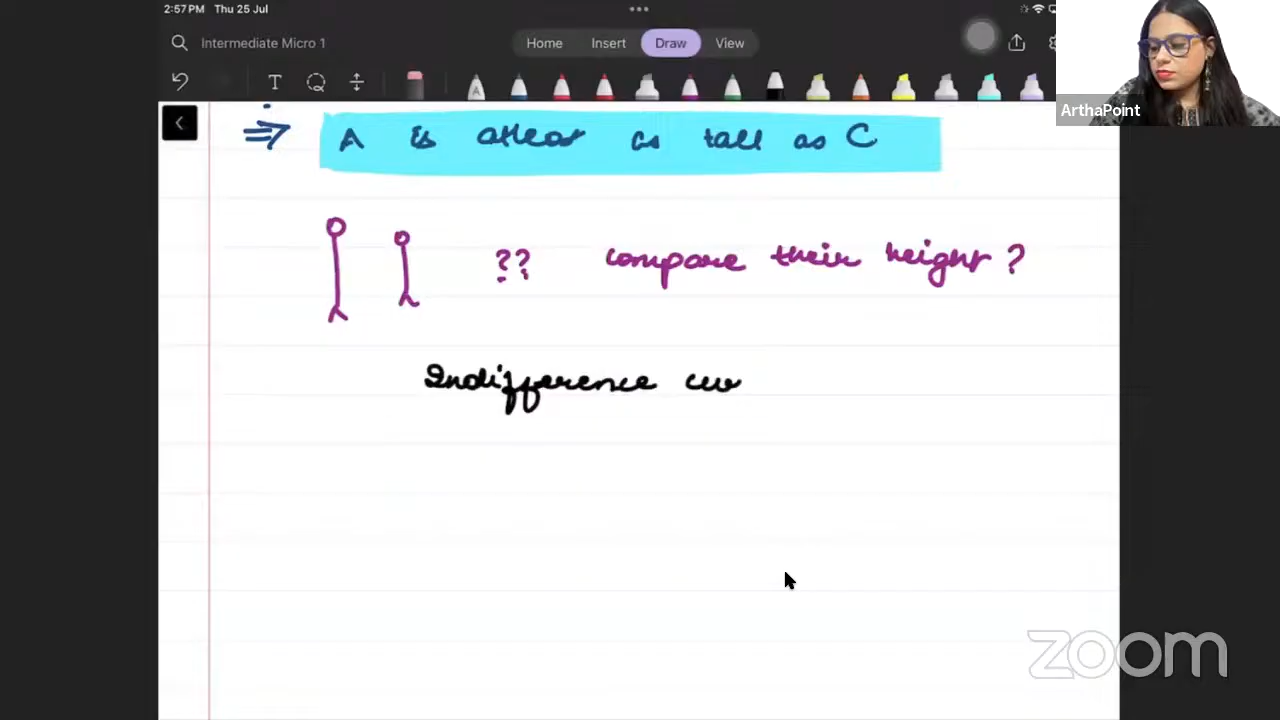 2:57 PM Thu 25 Jul
Intermediate Micro 1
Home Insert Draw View
ArthaPoint
⇒ A is atleast as tall as C
?? compare their height ?
Indifference cur
zoom